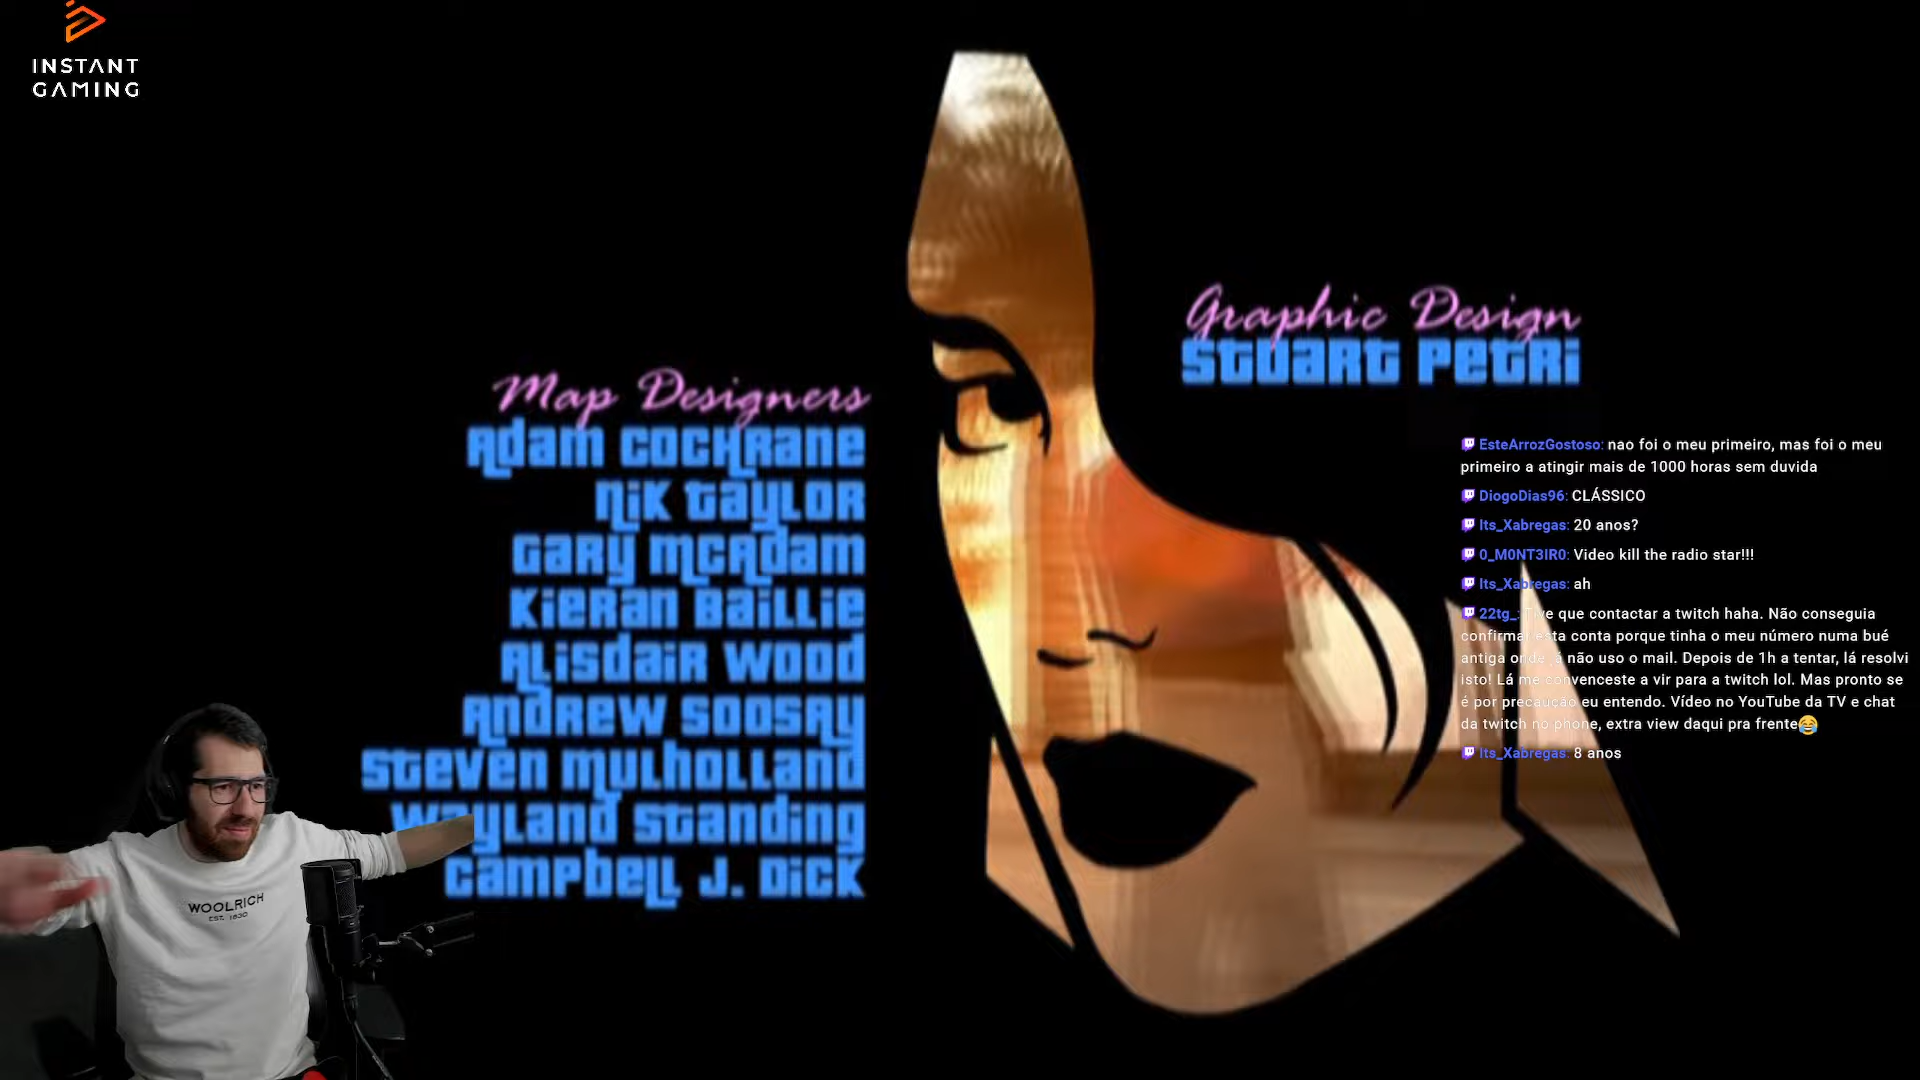 INSTANT
GAMING
Graphic Design
STUART PETRI
Map Designers
ADAM COCHRANE
NIK TAYLOR
GARY MCADAM
KIERAN BAILLIE
ALISDAIR WOOD
ANDREW SOOSAY
STEVEN MULHOLLAND
WAYLAND STANDING
CAMPBELL J. DICK
EsteArrozGostoso: nao foi o meu primeiro, mas foi o meu
primeiro a atingir mais de 1000 horas sem duvida
DiogoDias96: CLÁSSICO
Its_Xabregas: 20 anos?
0_M0NT3IR0: Video kill the radio star!!!
Its_Xabregas: ah
22tg_: Tive que contactar a twitch haha. Não conseguia
confirmar esta conta porque tinha o meu número numa bué
antiga onde já não uso o mail. Depois de 1h a tentar, lá resolvi
isto! Lá me convenceste a vir para a twitch lol. Mas pronto se
é por precaução eu entendo. Vídeo no YouTube da TV e chat
da twitch no phone, extra view daqui pra frente😂
Its_Xabregas: 8 anos
WOOLRICH
EST. 1830